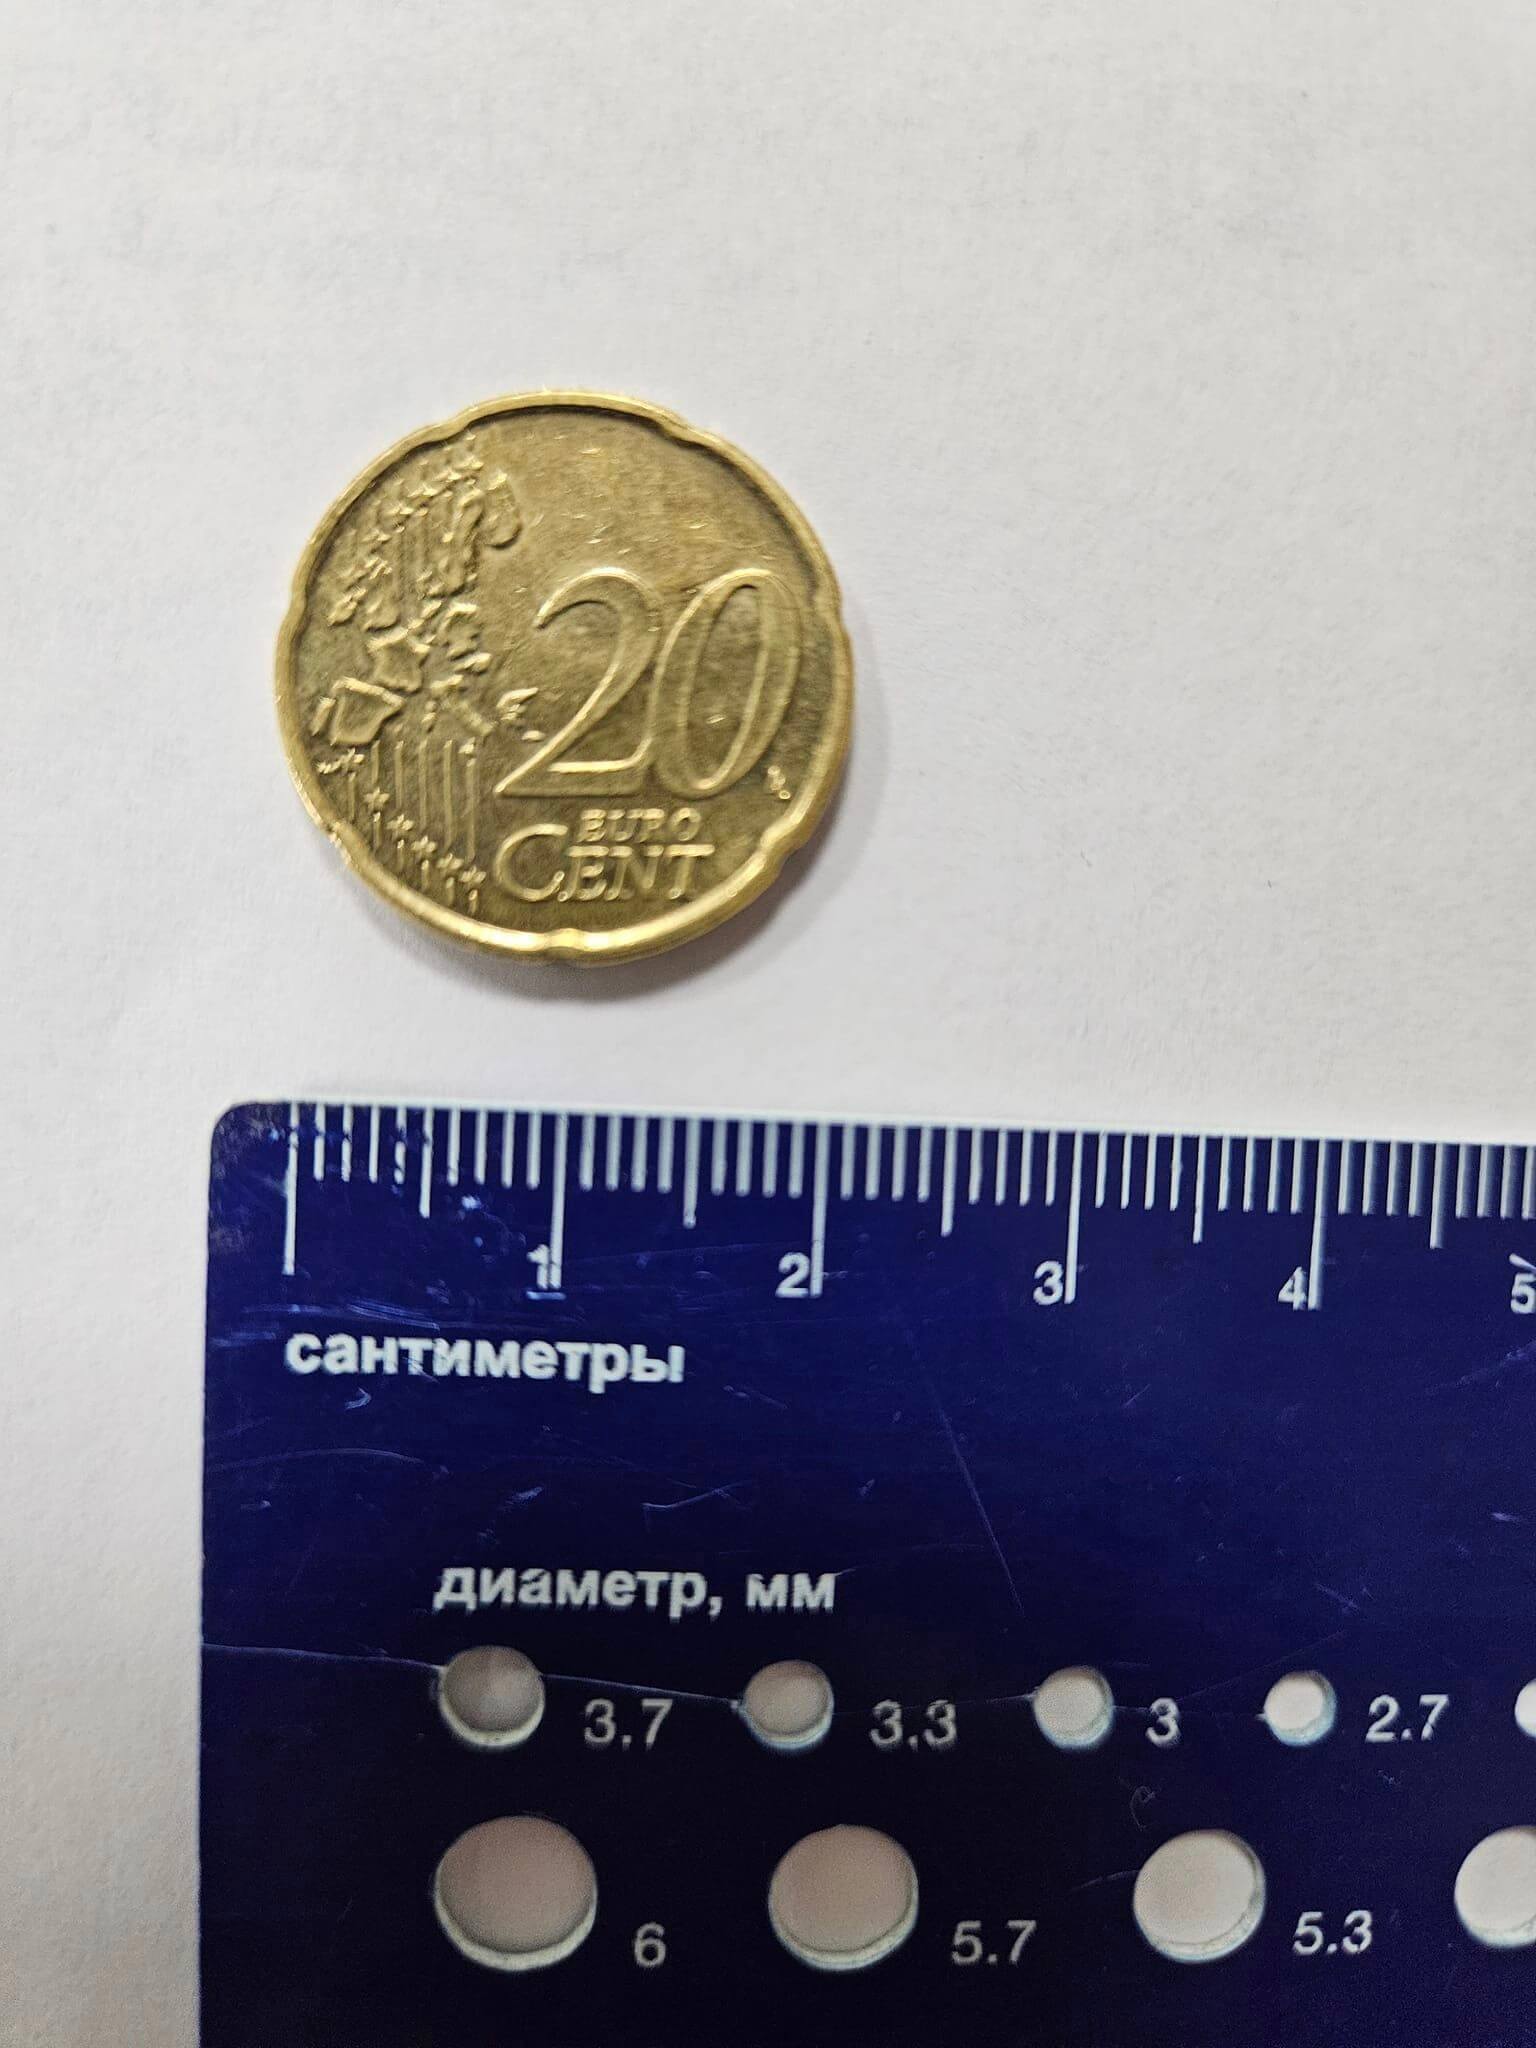 20
EURO
CENT
1 2 3 4 5
сантиметры
диаметр, мм
3.7 3.3 3 2.7
6 5.7 5.3